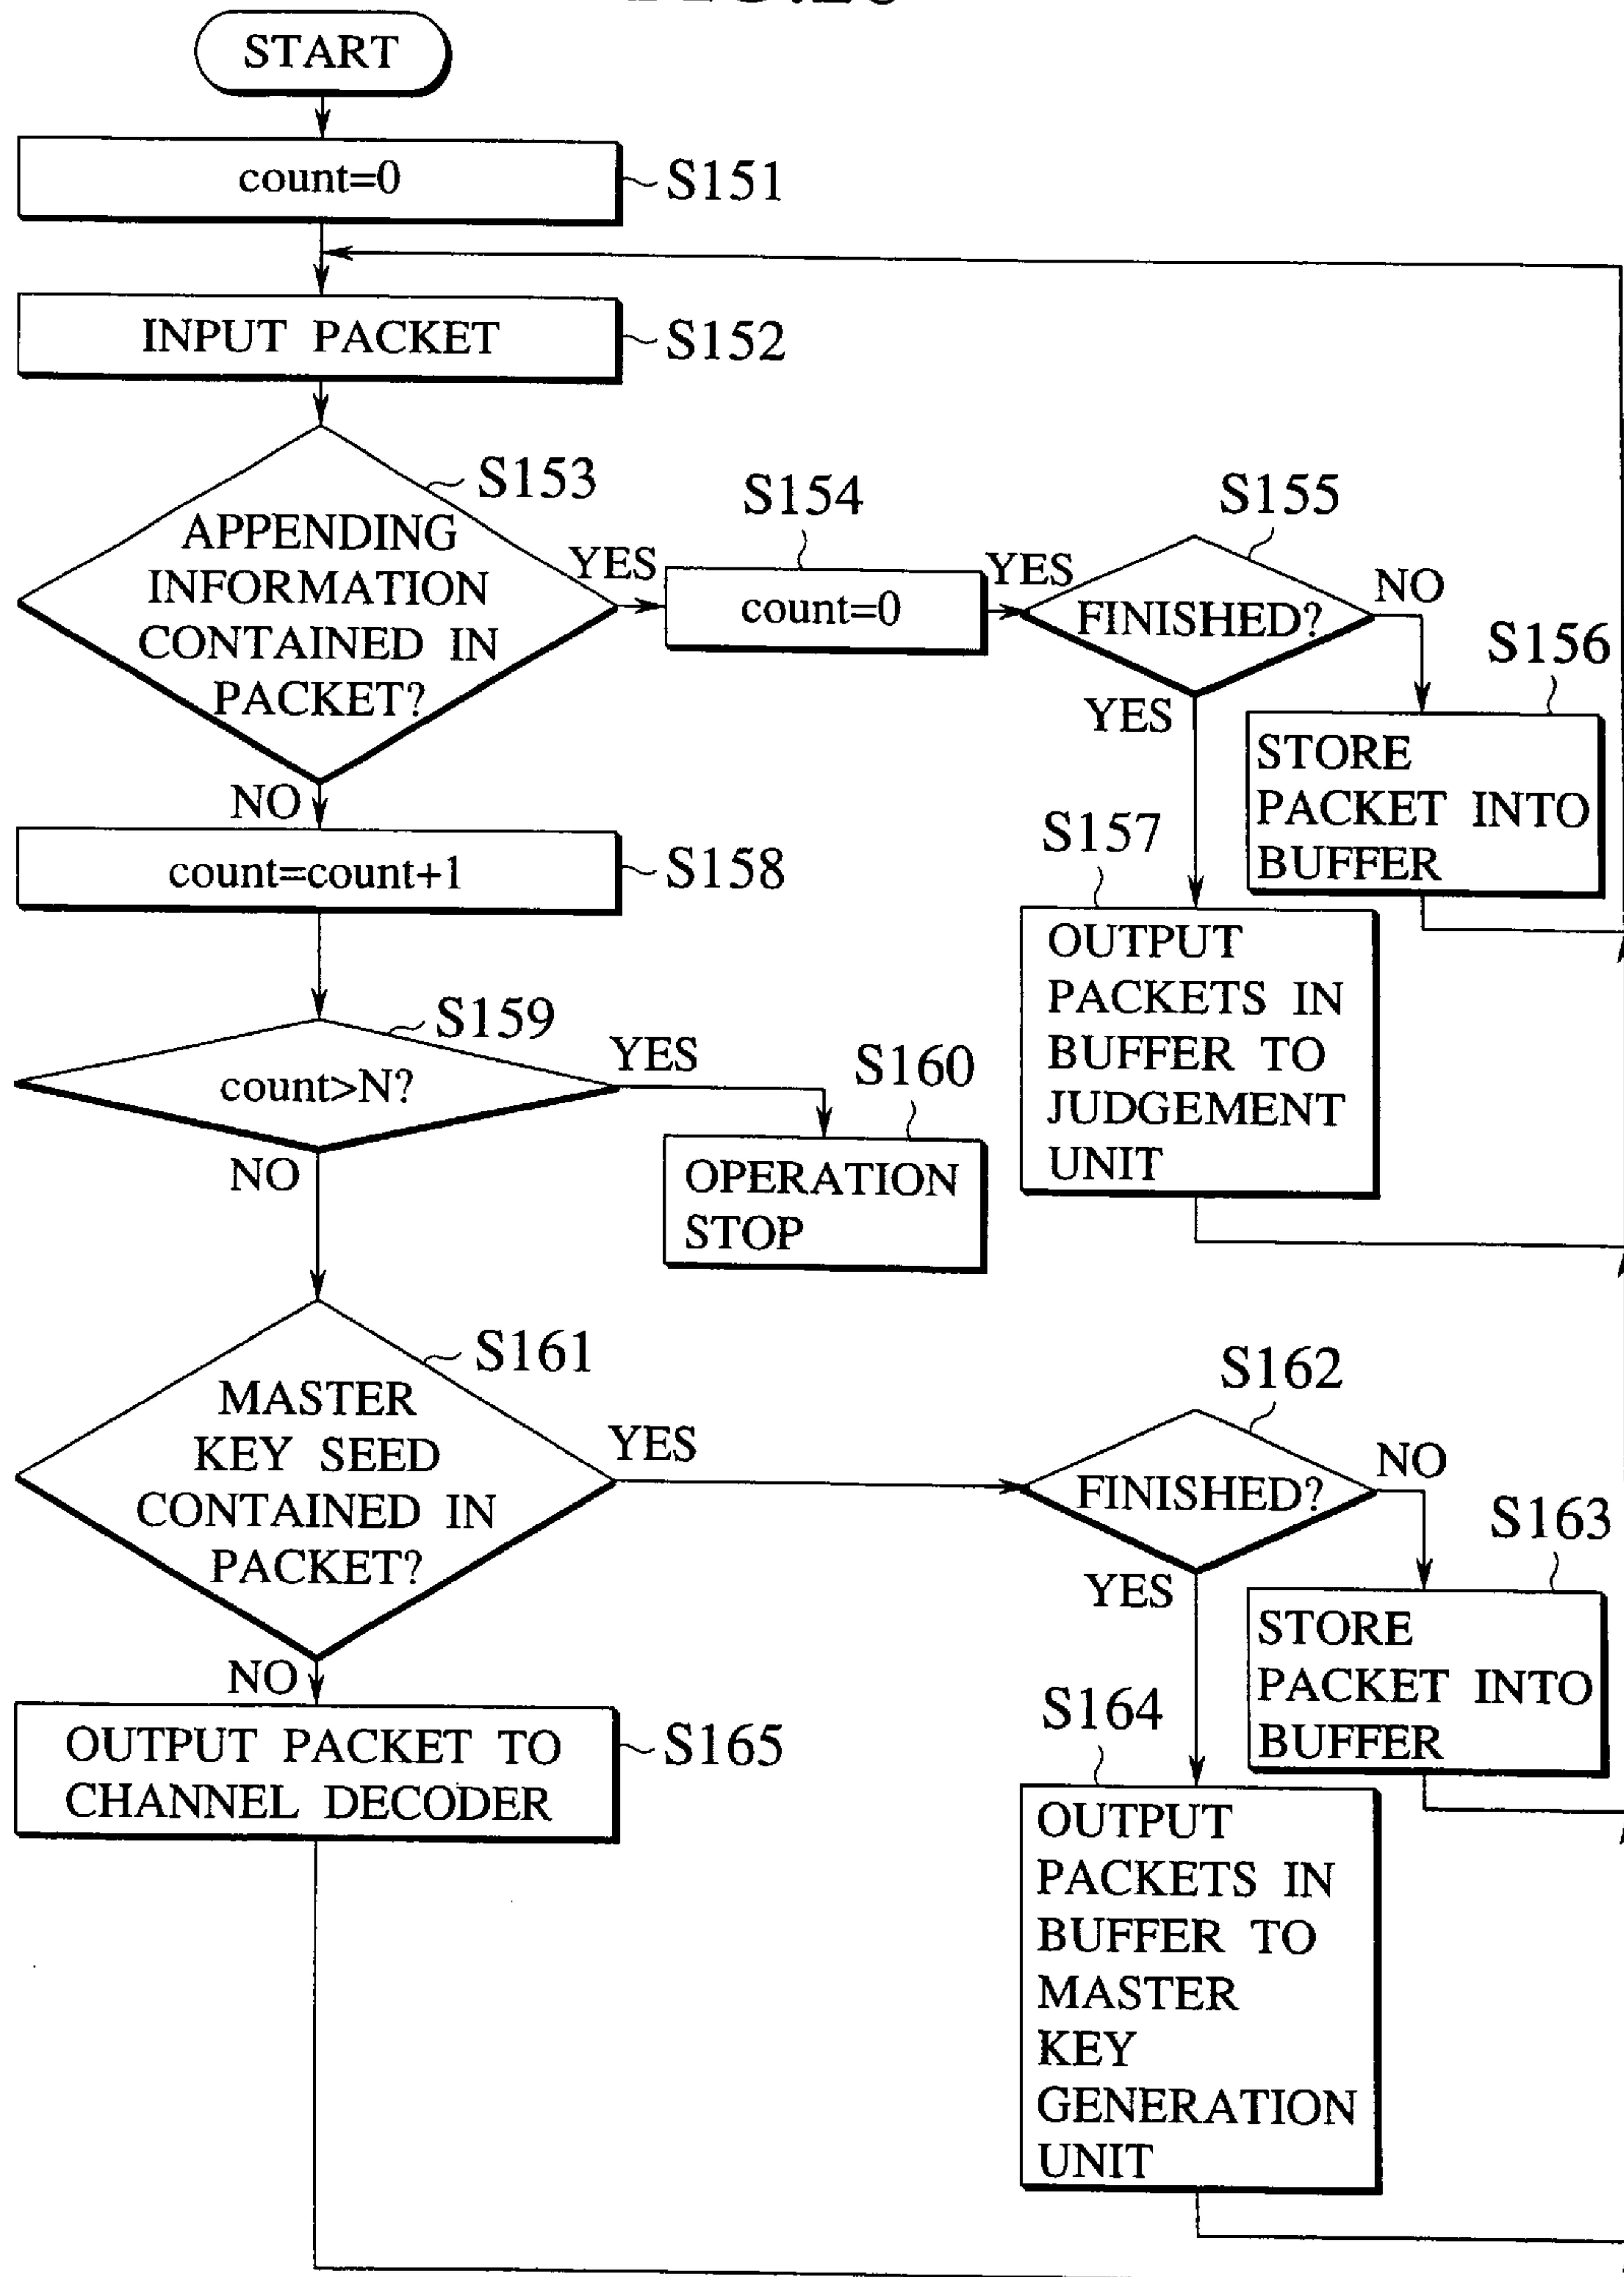 START
count=0
S151
INPUT PACKET
S152
S153
APPENDING
INFORMATION
CONTAINED IN
PACKET?
YES
NO
S154
count=0
YES
S155
FINISHED?
NO
YES
S156
STORE
PACKET INTO
BUFFER
S157
OUTPUT
PACKETS IN
BUFFER TO
JUDGEMENT
UNIT
count=count+1
S158
S159
count>N?
YES
NO
S160
OPERATION
STOP
S161
MASTER
KEY SEED
CONTAINED IN
PACKET?
YES
NO
S162
FINISHED?
NO
YES
S163
STORE
PACKET INTO
BUFFER
S164
OUTPUT
PACKETS IN
BUFFER TO
MASTER
KEY
GENERATION
UNIT
OUTPUT PACKET TO
CHANNEL DECODER
S165